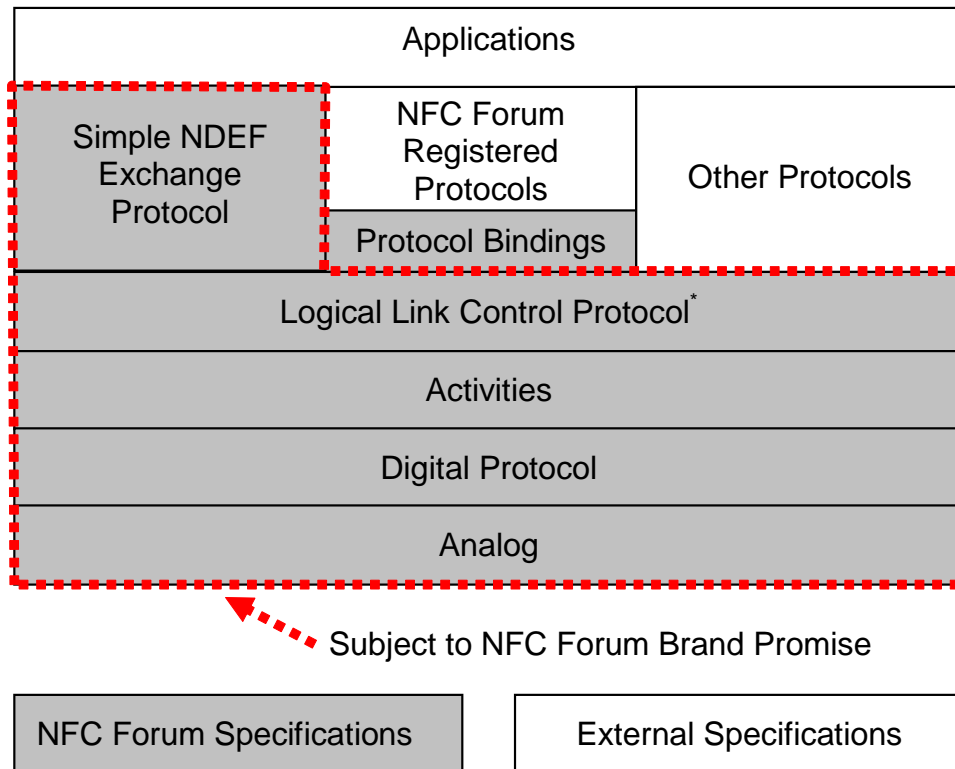 Applications
Simple NDEF
Exchange
Protocol
NFC Forum
Registered
Protocols
Protocol Bindings
Other Protocols
Logical Link Control Protocol*
Activities
Digital Protocol
Analog
Subject to NFC Forum Brand Promise
NFC Forum Specifications
External Specifications